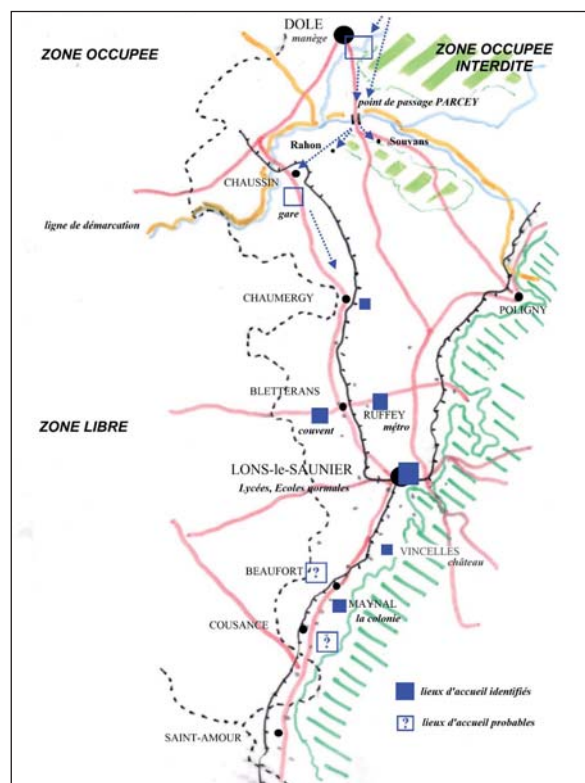 DOLE
manège
ZONE OCCUPEE
ZONE OCCUPEE
INTERDITE
point de passage PARCEY
Rahon
Souvans
CHAUSSIN
gare
ligne de démarcation
CHAUMERGY
POLIGNY
BLETTERANS
RUFFEY
métro
couvent
ZONE LIBRE
LONS-le-SAUNIER
Lycées, Ecoles normales
VINCELLES
château
BEAUFORT
?
MAYNAL
la colonie
COUSANCE
?
lieux d'accueil identifiés
? lieux d'accueil probables
SAINT-AMOUR